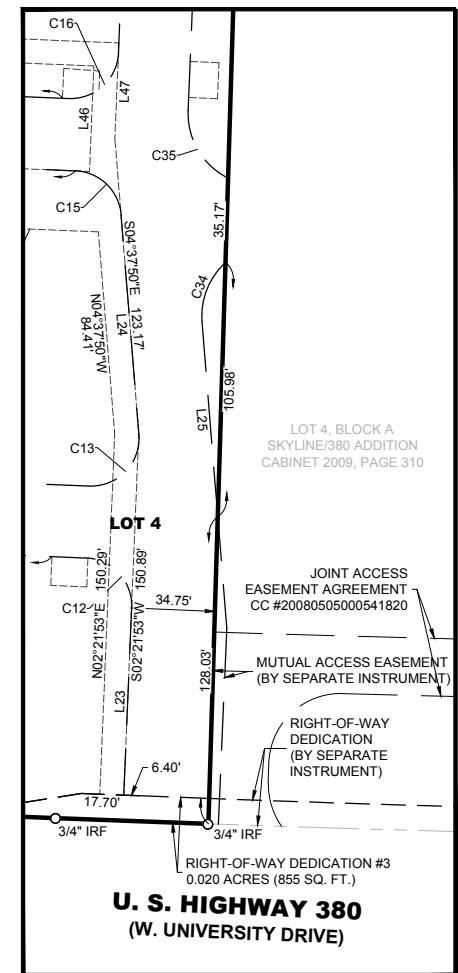 C16
L46
L47
C35
C15
35.17'
S04°37'50"E 123.17'
L24
N04°37'50"W
84.41'
C34
105.98'
L25
LOT 4, BLOCK A
SKYLINE/380 ADDITION
CABINET 2009, PAGE 310
C13
LOT 4
JOINT ACCESS
EASEMENT AGREEMENT
CC #20080505000541820
N02°21'53"E 150.29'
S02°21'53"W 150.89'
C12
34.75'
MUTUAL ACCESS EASEMENT
(BY SEPARATE INSTRUMENT)
128.03'
L23
RIGHT-OF-WAY
DEDICATION
(BY SEPARATE
INSTRUMENT)
6.40'
17.70'
3/4" IRF
3/4" IRF
RIGHT-OF-WAY DEDICATION #3
0.020 ACRES (855 SQ. FT.)
U. S. HIGHWAY 380
(W. UNIVERSITY DRIVE)